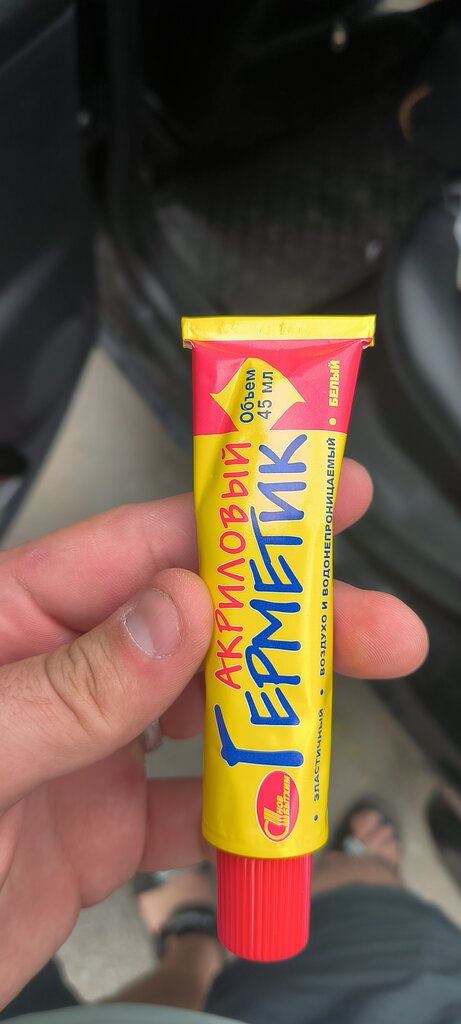 Объем
45 мл
АКРИЛОВЫЙ
ГЕРМЕТИК
• ЭЛАСТИЧНЫЙ • ВОЗДУХО И ВОДОНЕПРОНИЦАЕМЫЙ • БЕЛЫЙ